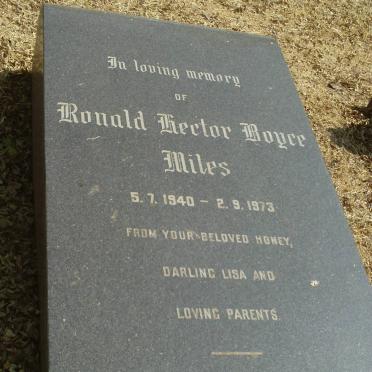 In loving memory
OF
Ronald Hector Boyce
Miles
5. 7. 1940 - 2. 9. 1973
FROM YOUR BELOVED HONEY,
DARLING LISA AND
LOVING PARENTS.